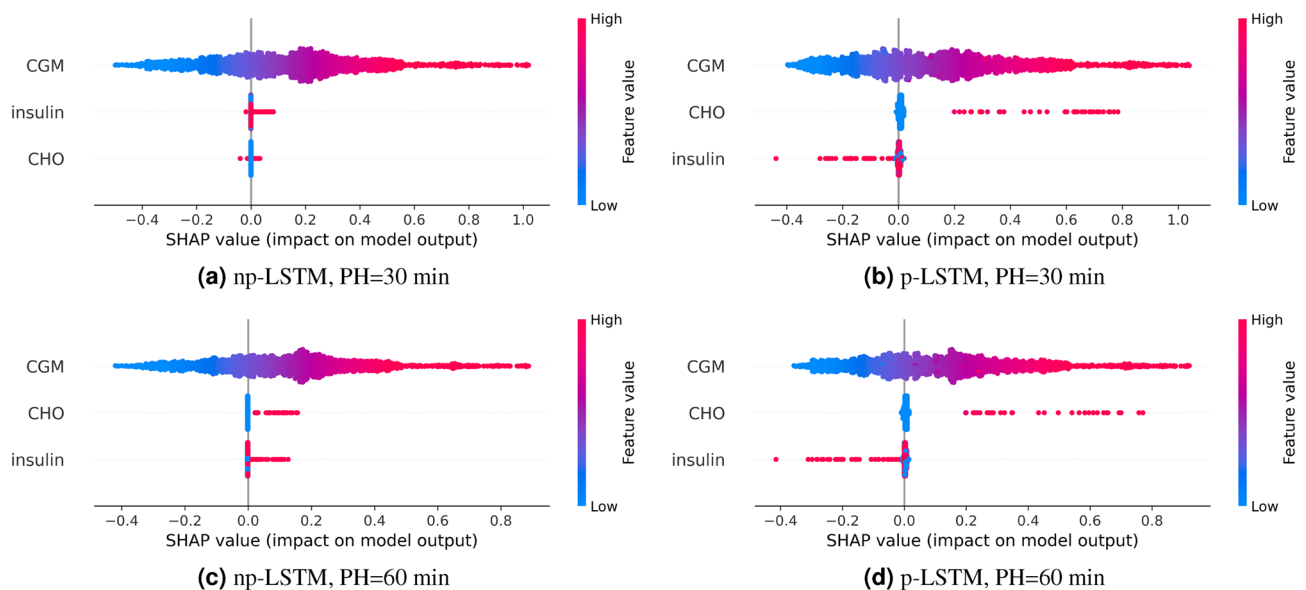 High
CGM
insulin
CHO
Feature value
Low
−0.4 −0.2 0.0 0.2 0.4 0.6 0.8 1.0
SHAP value (impact on model output)
(a) np-LSTM, PH=30 min
High
CGM
CHO
insulin
Feature value
Low
−0.4 −0.2 0.0 0.2 0.4 0.6 0.8 1.0
SHAP value (impact on model output)
(b) p-LSTM, PH=30 min
High
CGM
CHO
insulin
Feature value
Low
−0.4 −0.2 0.0 0.2 0.4 0.6 0.8
SHAP value (impact on model output)
(c) np-LSTM, PH=60 min
High
CGM
CHO
insulin
Feature value
Low
−0.4 −0.2 0.0 0.2 0.4 0.6 0.8
SHAP value (impact on model output)
(d) p-LSTM, PH=60 min